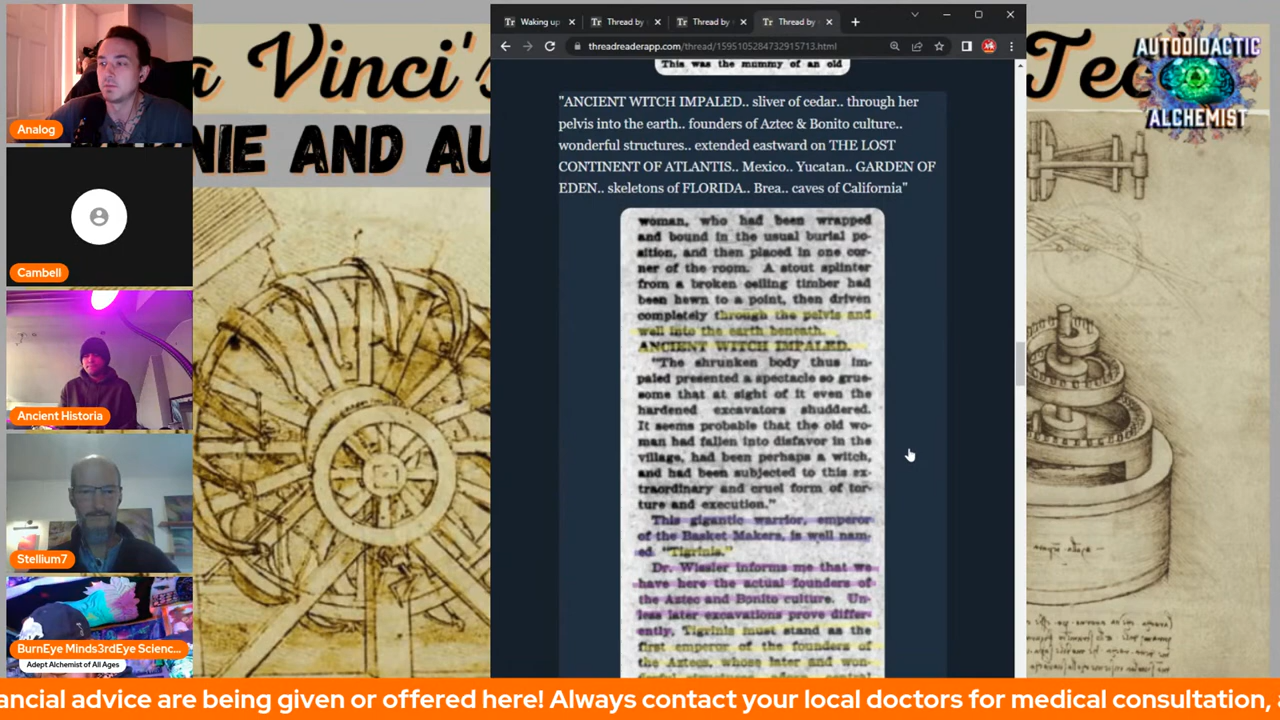 a Vinci's
Tec
NIE AND AU
AUTODIDACTIC
ALCHEMIST
Analog
Cambell
Ancient Historia
Stellium7
BurnEye Minds3rdEye Scienc...
Adept Alchemist of All Ages
Waking up
Thread by
Thread by
Thread by
threadreaderapp.com/thread/1595105284732915713.html
This was the mummy of an old
"ANCIENT WITCH IMPALED.. sliver of cedar.. through her
pelvis into the earth.. founders of Aztec & Bonito culture..
wonderful structures.. extended eastward on THE LOST
CONTINENT OF ATLANTIS.. Mexico.. Yucatan.. GARDEN OF
EDEN.. skeletons of FLORIDA.. Brea.. caves of California"
woman, who had been wrapped
and bound in the usual burial po-
sition, and then placed in one cor-
ner of the room. A stout splinter
from a broken ceiling timber had
been hewn to a point, then driven
completely through the pelvis and
well into the earth beneath.
ANCIENT WITCH IMPALED.
"The shrunken body thus im-
paled presented a spectacle so grue-
some that at sight of it even the
hardened excavators shuddered.
It seems probable that the old wo-
man had fallen into disfavor in the
village, had been perhaps a witch,
and had been subjected to this ex-
traordinary and cruel form of tor-
ture and execution."
This gigantic warrior, emperor
of the Basket Makers, is well nam-
ed "Tigrinis."
Dr. Wissler informs me that we
have here the actual founders of
the Aztec and Bonito culture. Un-
less later excavations prove differ-
ently, Tigrinis must stand as the
first emperor of the founders of
the Aztecs, whose later and won-
ancial advice are being given or offered here! Always contact your local doctors for medical consultation,